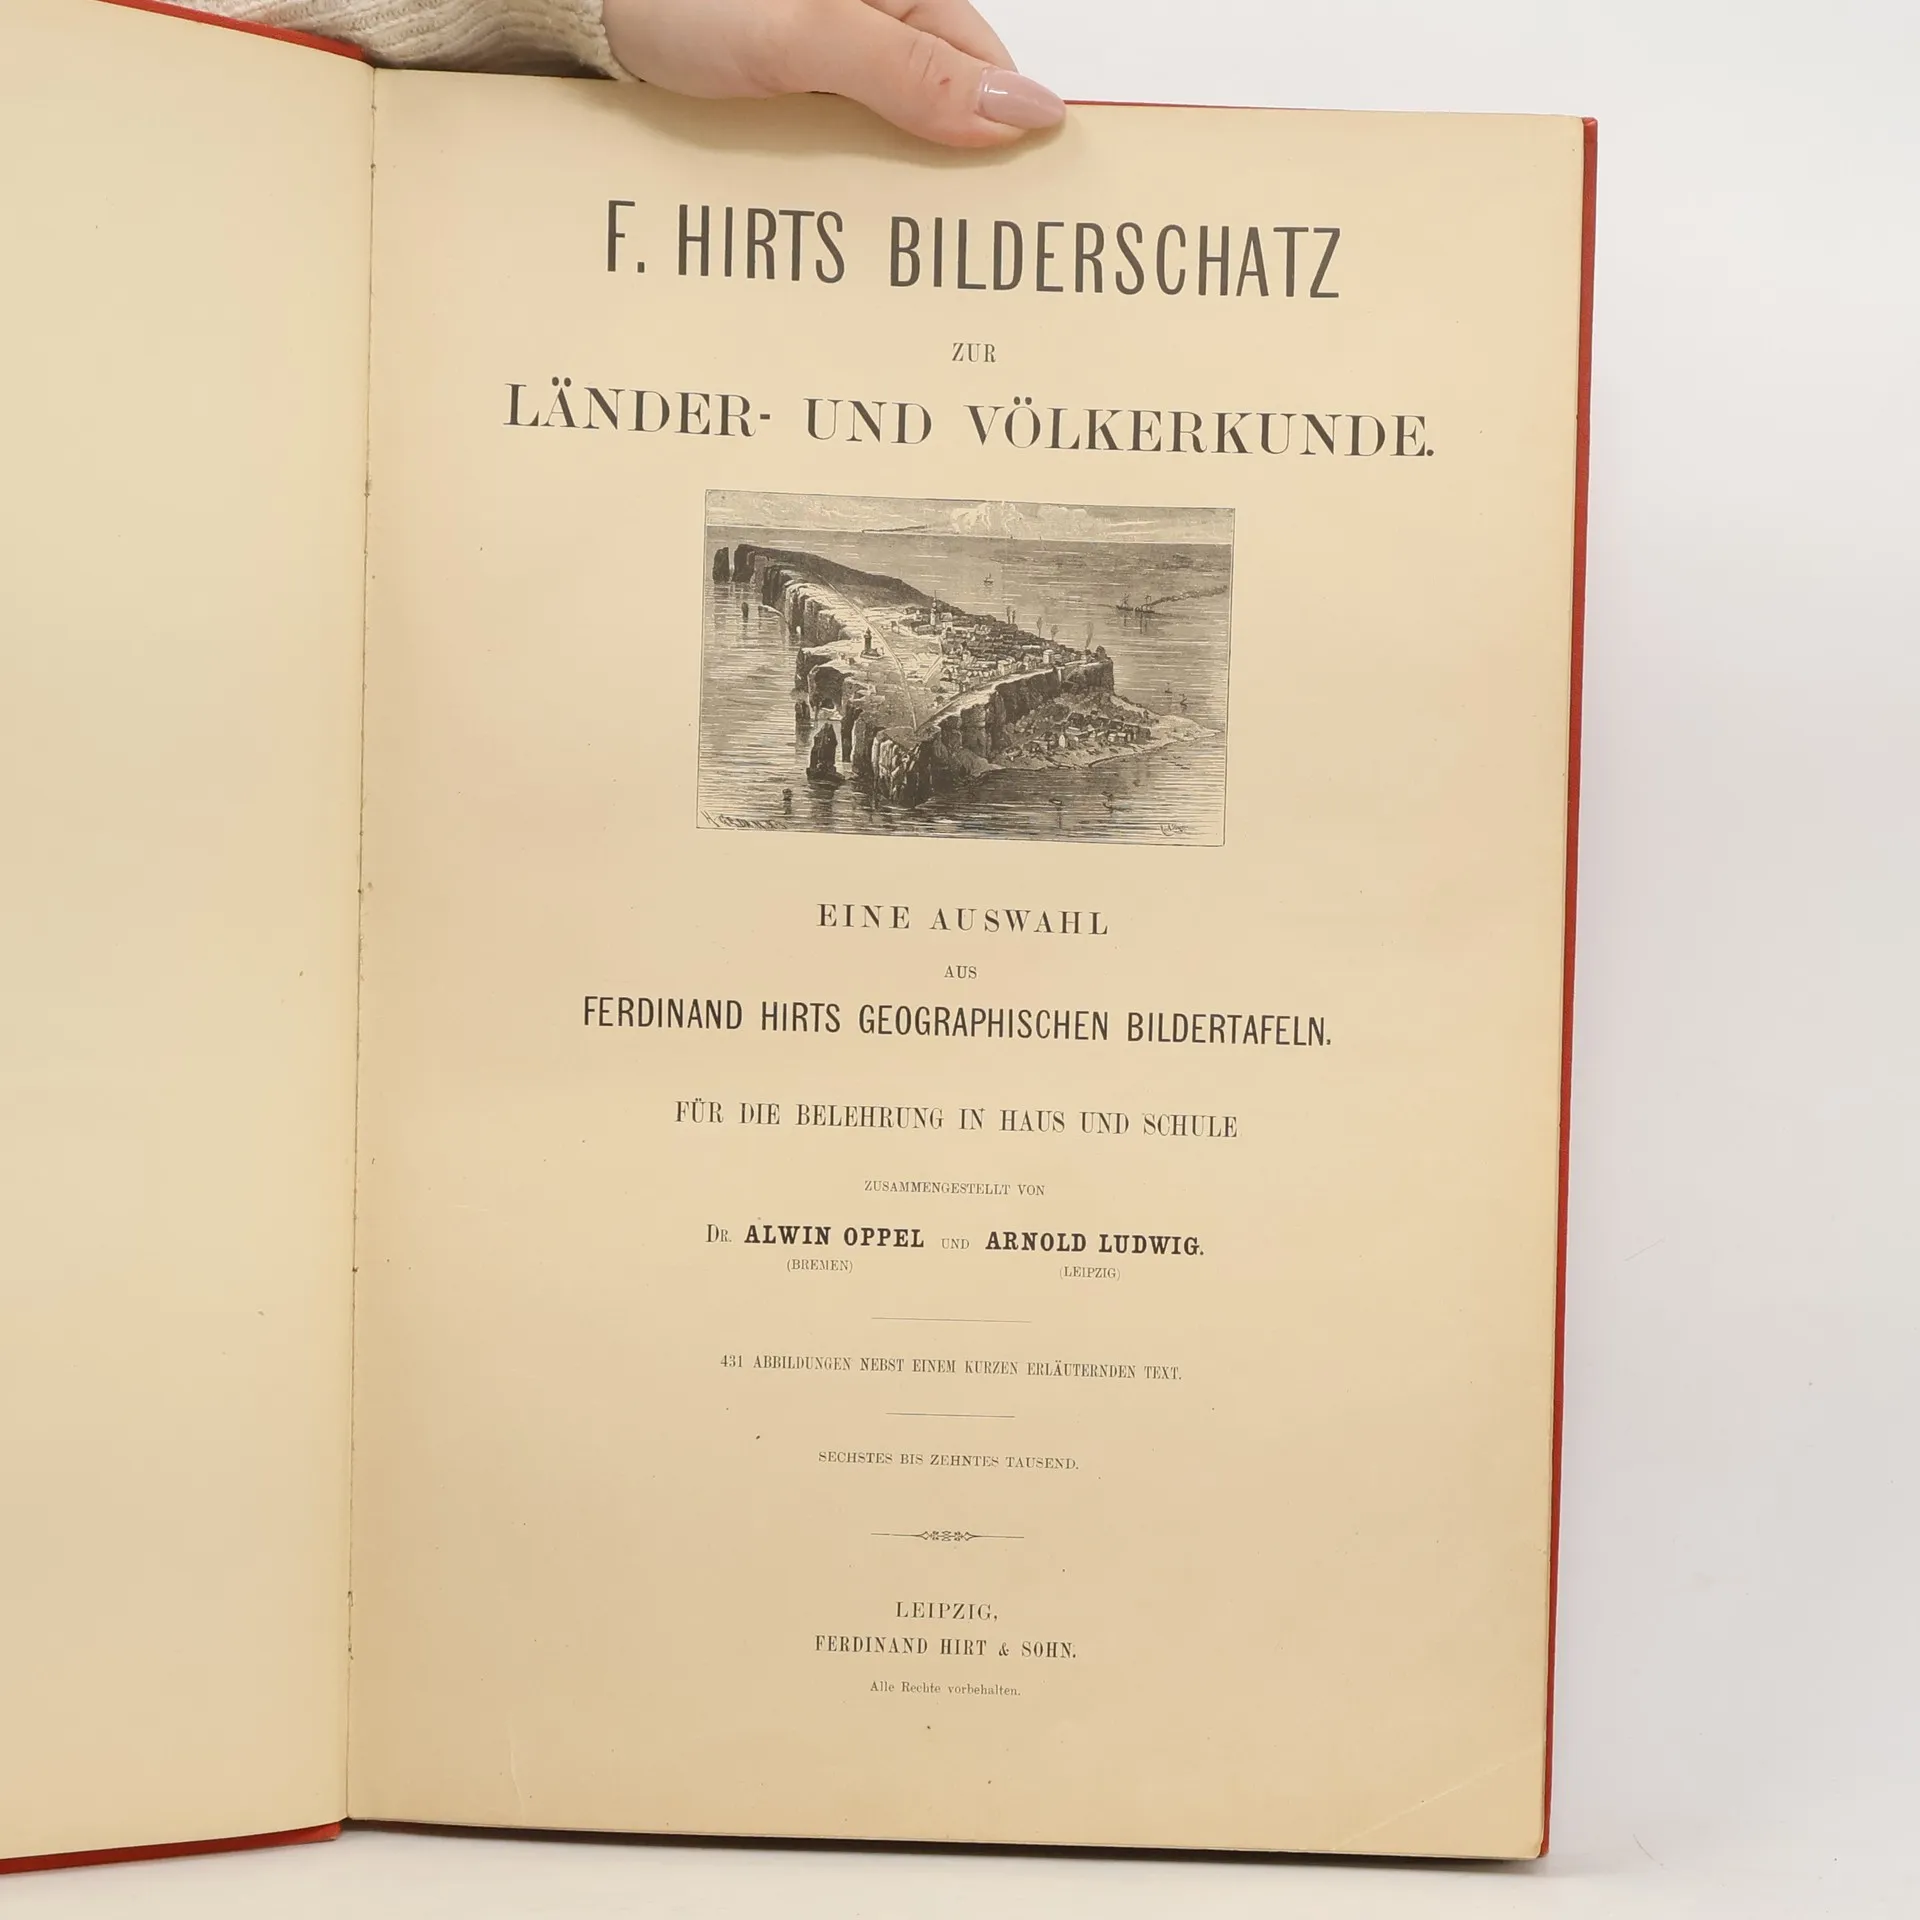 F. HIRTS BILDERSCHATZ
ZUR
LÄNDER- UND VÖLKERKUNDE.
EINE AUSWAHL
AUS
FERDINAND HIRTS GEOGRAPHISCHEN BILDERTAFELN.
FÜR DIE BELEHRUNG IN HAUS UND SCHULE
ZUSAMMENGESTELLT VON
DR. ALWIN OPPEL UND ARNOLD LUDWIG.
(BREMEN) (LEIPZIG)
431 ABBILDUNGEN NEBST EINEM KURZEN ERLÄUTERNDEN TEXT.
SECHSTES BIS ZEHNTES TAUSEND.
LEIPZIG,
FERDINAND HIRT & SOHN.
Alle Rechte vorbehalten.